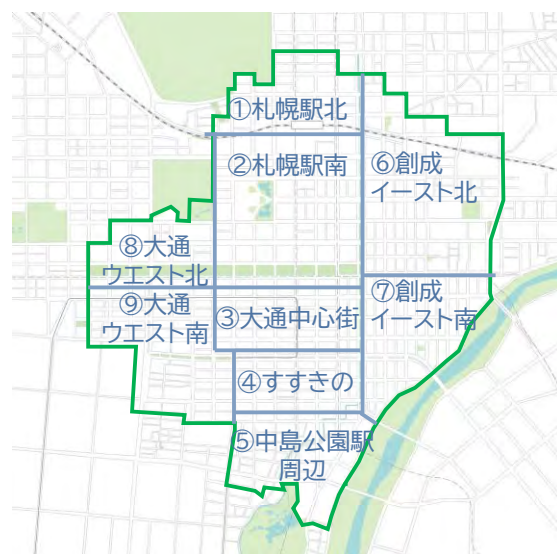 ①札幌駅北
②札幌駅南
⑥創成
イースト北
⑧大通
ウエスト北
⑨大通
ウエスト南
③大通中心街
⑦創成
イースト南
④すすきの
⑤中島公園駅
周辺